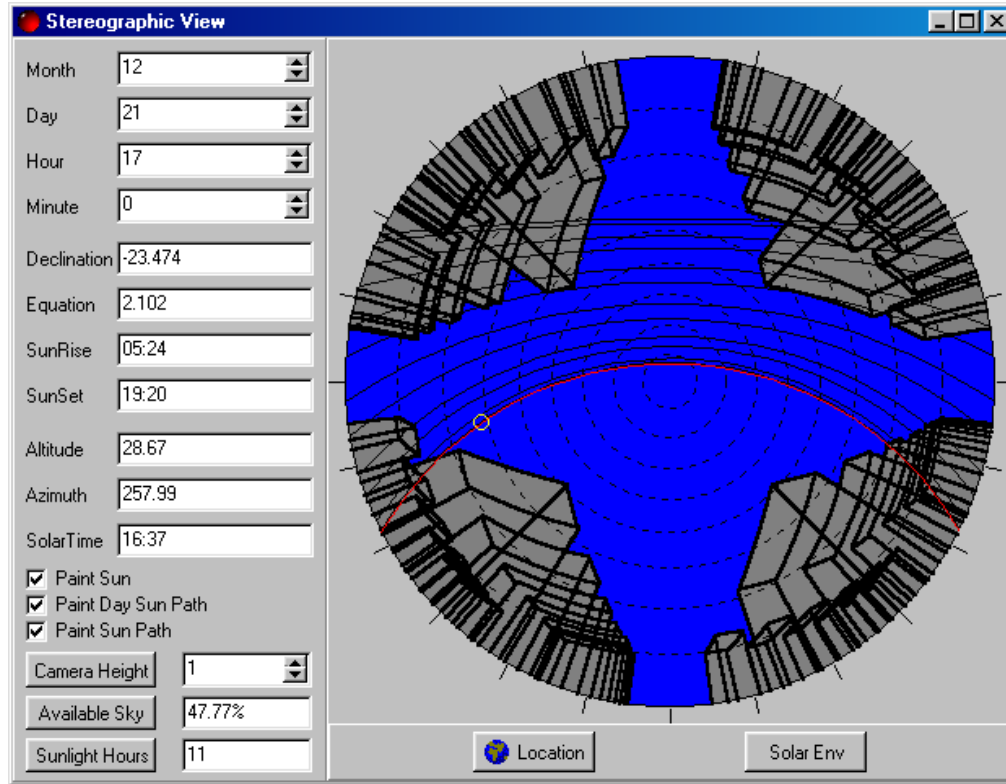 Stereographic View
Month 12
Day 21
Hour 17
Minute 0
Declination -23.474
Equation 2.102
SunRise 05:24
SunSet 19:20
Altitude 28.67
Azimuth 257.99
SolarTime 16:37
Paint Sun
Paint Day Sun Path
Paint Sun Path
Camera Height 1
Available Sky 47.77%
Sunlight Hours 11
Location Solar Env